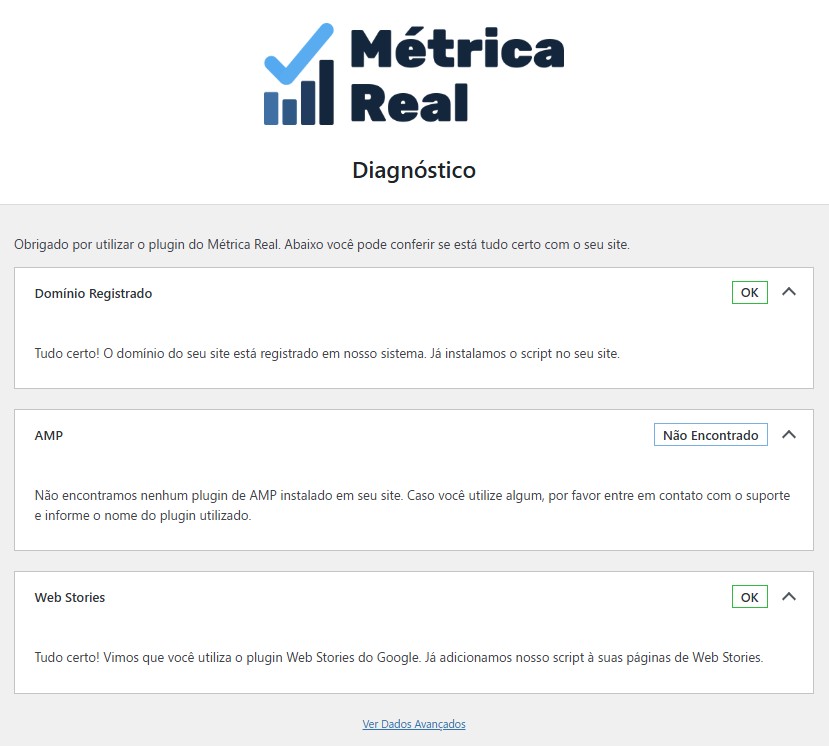 Métrica
Real
Diagnóstico
Obrigado por utilizar o plugin do Métrica Real. Abaixo você pode conferir se está tudo certo com o seu site.
Domínio Registrado
OK
Tudo certo! O domínio do seu site está registrado em nosso sistema. Já instalamos o script no seu site.
AMP
Não Encontrado
Não encontramos nenhum plugin de AMP instalado em seu site. Caso você utilize algum, por favor entre em contato com o suporte
e informe o nome do plugin utilizado.
Web Stories
OK
Tudo certo! Vimos que você utiliza o plugin Web Stories do Google. Já adicionamos nosso script à suas páginas de Web Stories.
Ver Dados Avançados